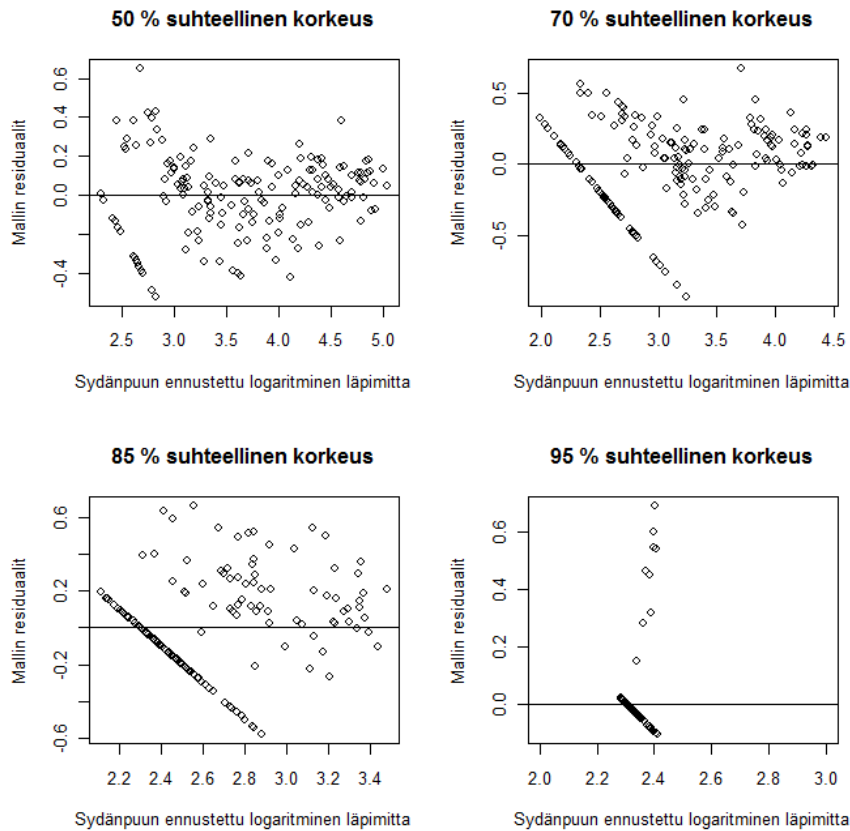 50 % suhteellinen korkeus
Mallin residuaalit
0.6
0.4
0.0
-0.4
2.5 3.0 3.5 4.0 4.5 5.0
Sydänpuun ennustettu logaritminen läpimitta
70 % suhteellinen korkeus
Mallin residuaalit
0.5
0.0
-0.5
2.0 2.5 3.0 3.5 4.0 4.5
Sydänpuun ennustettu logaritminen läpimitta
85 % suhteellinen korkeus
Mallin residuaalit
0.6
0.2
-0.2
-0.6
2.2 2.4 2.6 2.8 3.0 3.2 3.4
Sydänpuun ennustettu logaritminen läpimitta
95 % suhteellinen korkeus
Mallin residuaalit
0.6
0.4
0.2
0.0
2.0 2.2 2.4 2.6 2.8 3.0
Sydänpuun ennustettu logaritminen läpimitta